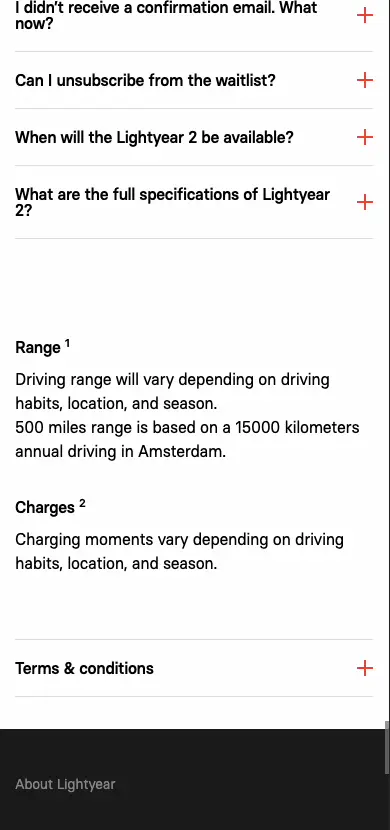 I didn't receive a confirmation email. What
now?
Can I unsubscribe from the waitlist?
When will the Lightyear 2 be available?
What are the full specifications of Lightyear
2?
Range 1
Driving range will vary depending on driving
habits, location, and season.
500 miles range is based on a 15000 kilometers
annual driving in Amsterdam.
Charges 2
Charging moments vary depending on driving
habits, location, and season.
Terms & conditions
About Lightyear